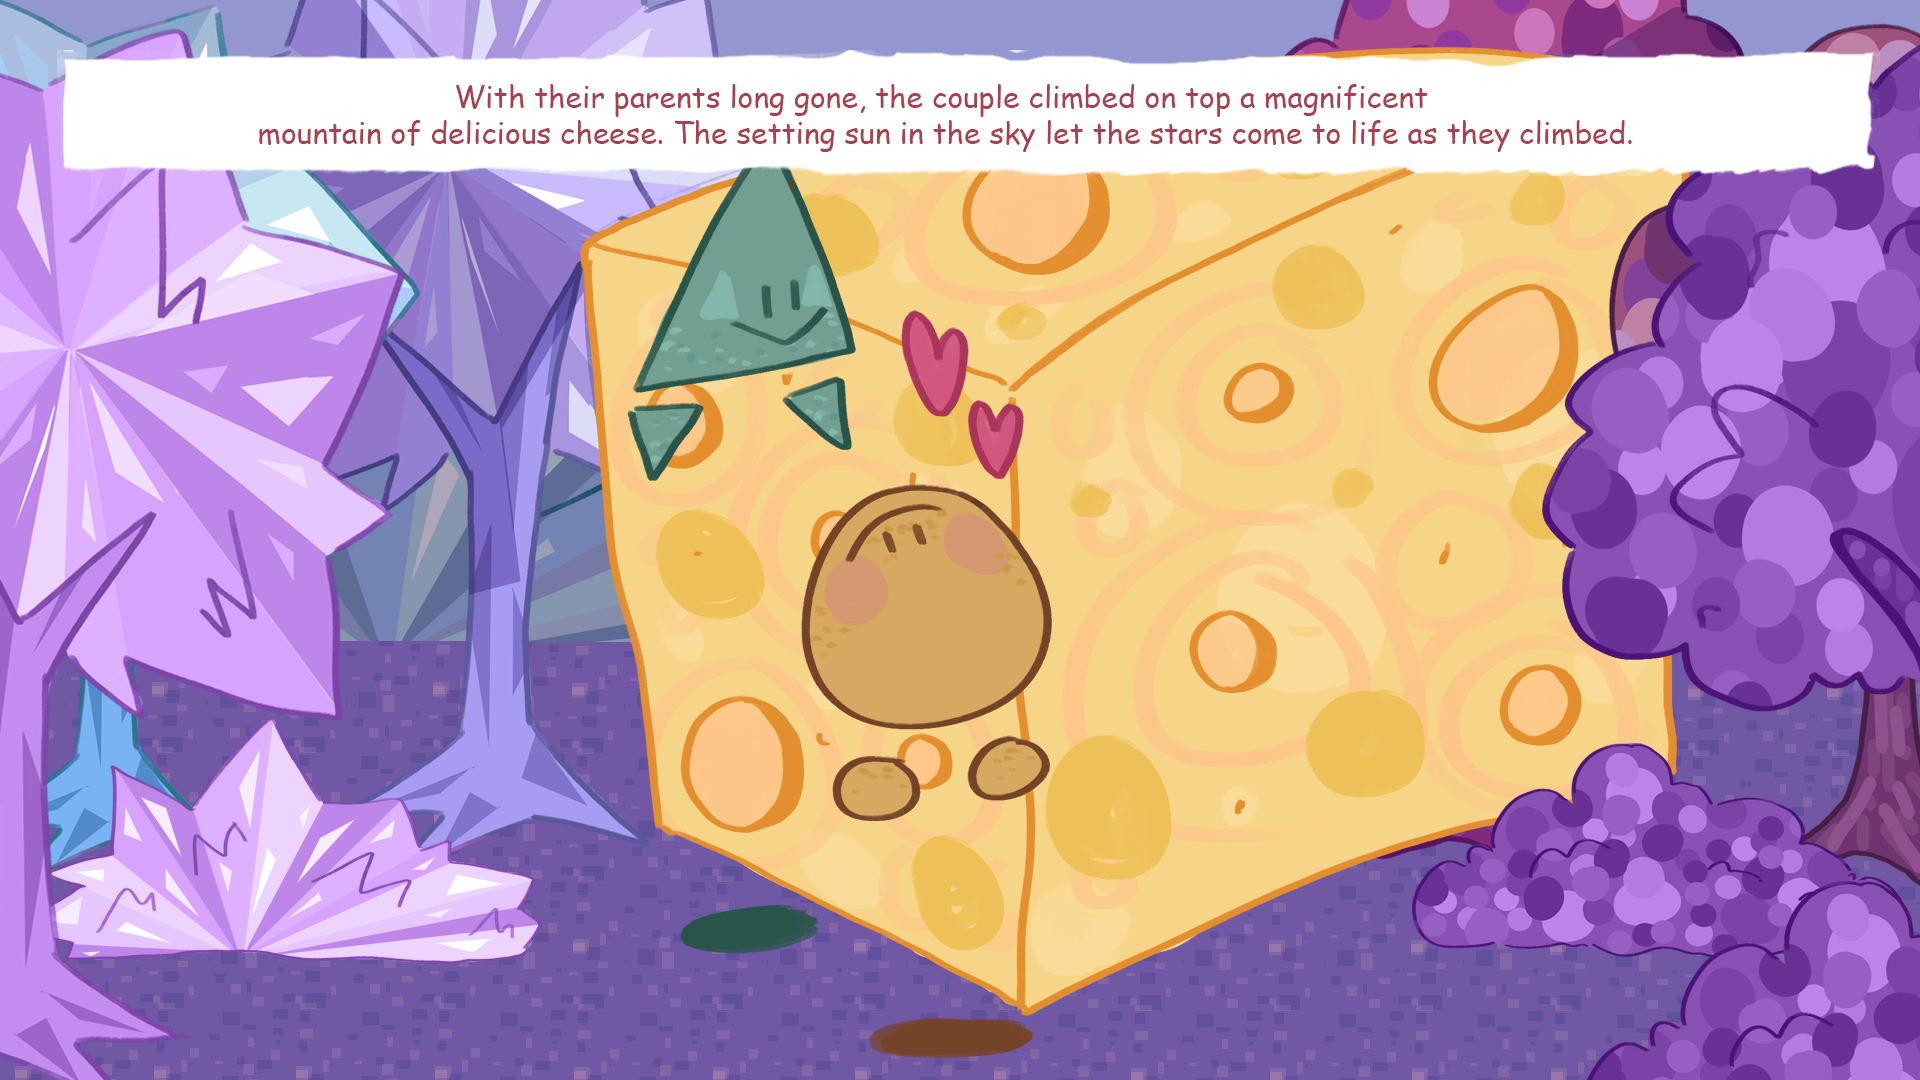 With their parents long gone, the couple climbed on top a magnificent
mountain of delicious cheese. The setting sun in the sky let the stars come to life as they climbed.